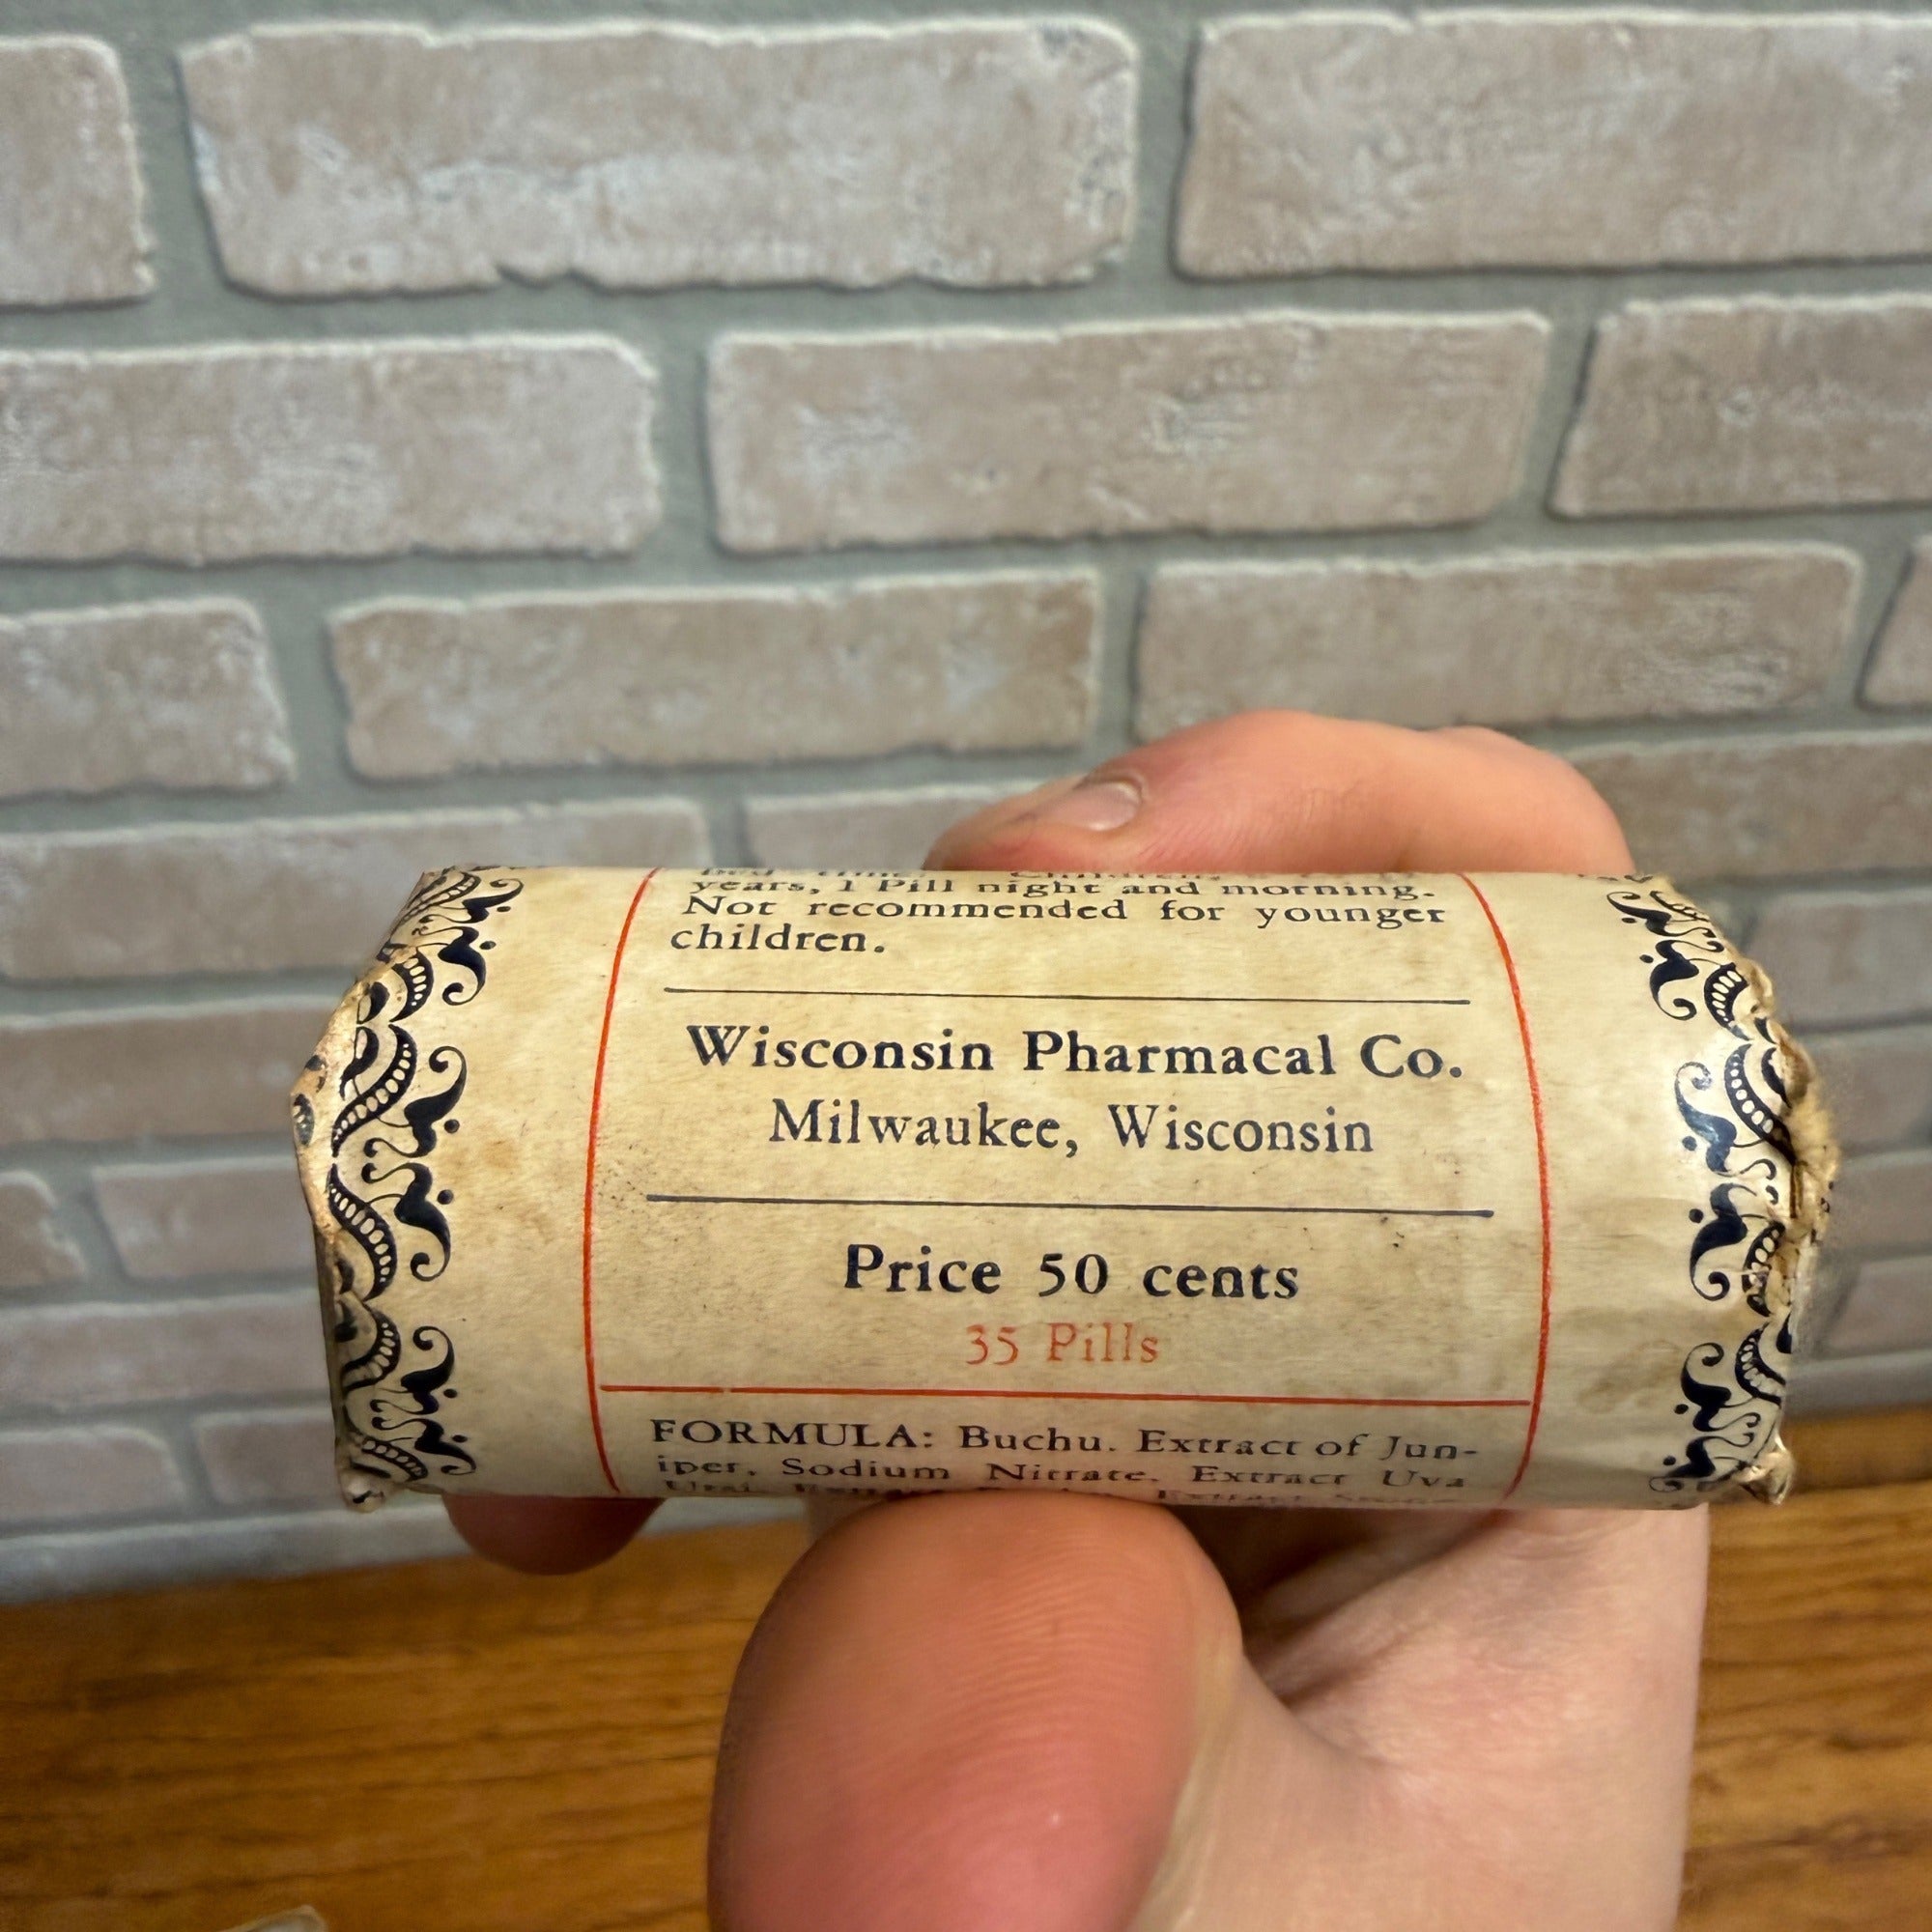 years, 1 Pill night and morning.
Not recommended for younger
children.
Wisconsin Pharmacal Co.
Milwaukee, Wisconsin
Price 50 cents
35 Pills
FORMULA: Buchu. Extract of Jun-
iper, Sodium Nitrate. Extract Uva